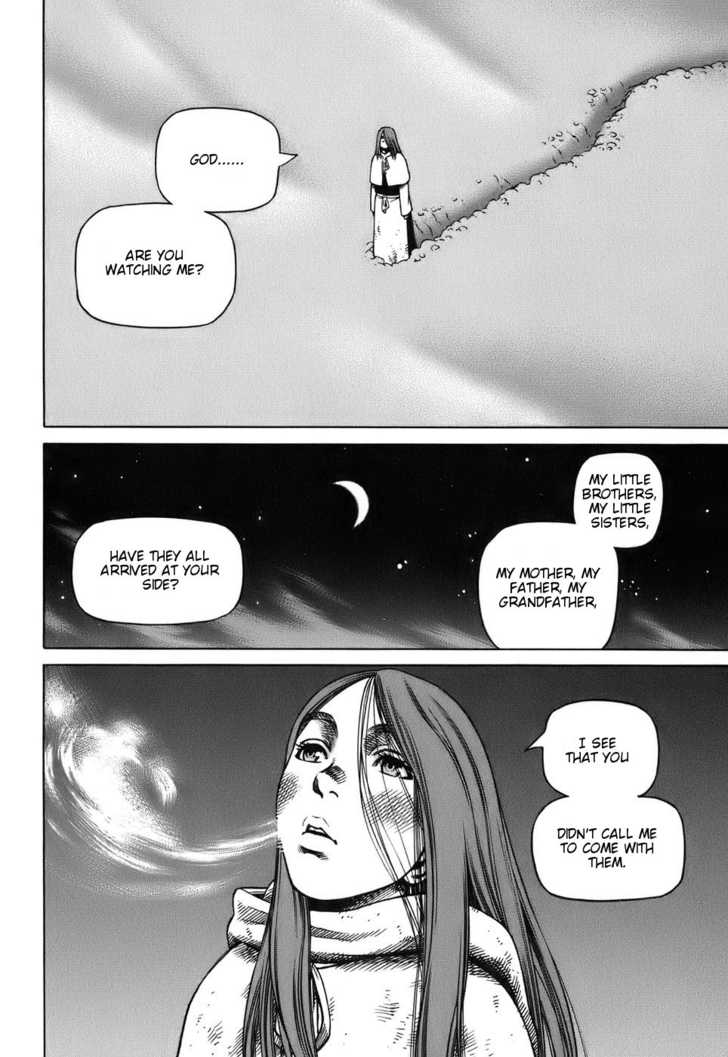 GOD......
ARE YOU
WATCHING ME?
MY LITTLE
BROTHERS,
MY LITTLE
SISTERS,
MY MOTHER, MY
FATHER, MY
GRANDFATHER,
HAVE THEY ALL
ARRIVED AT YOUR
SIDE?
I SEE
THAT YOU
DIDN'T CALL ME
TO COME WITH
THEM.